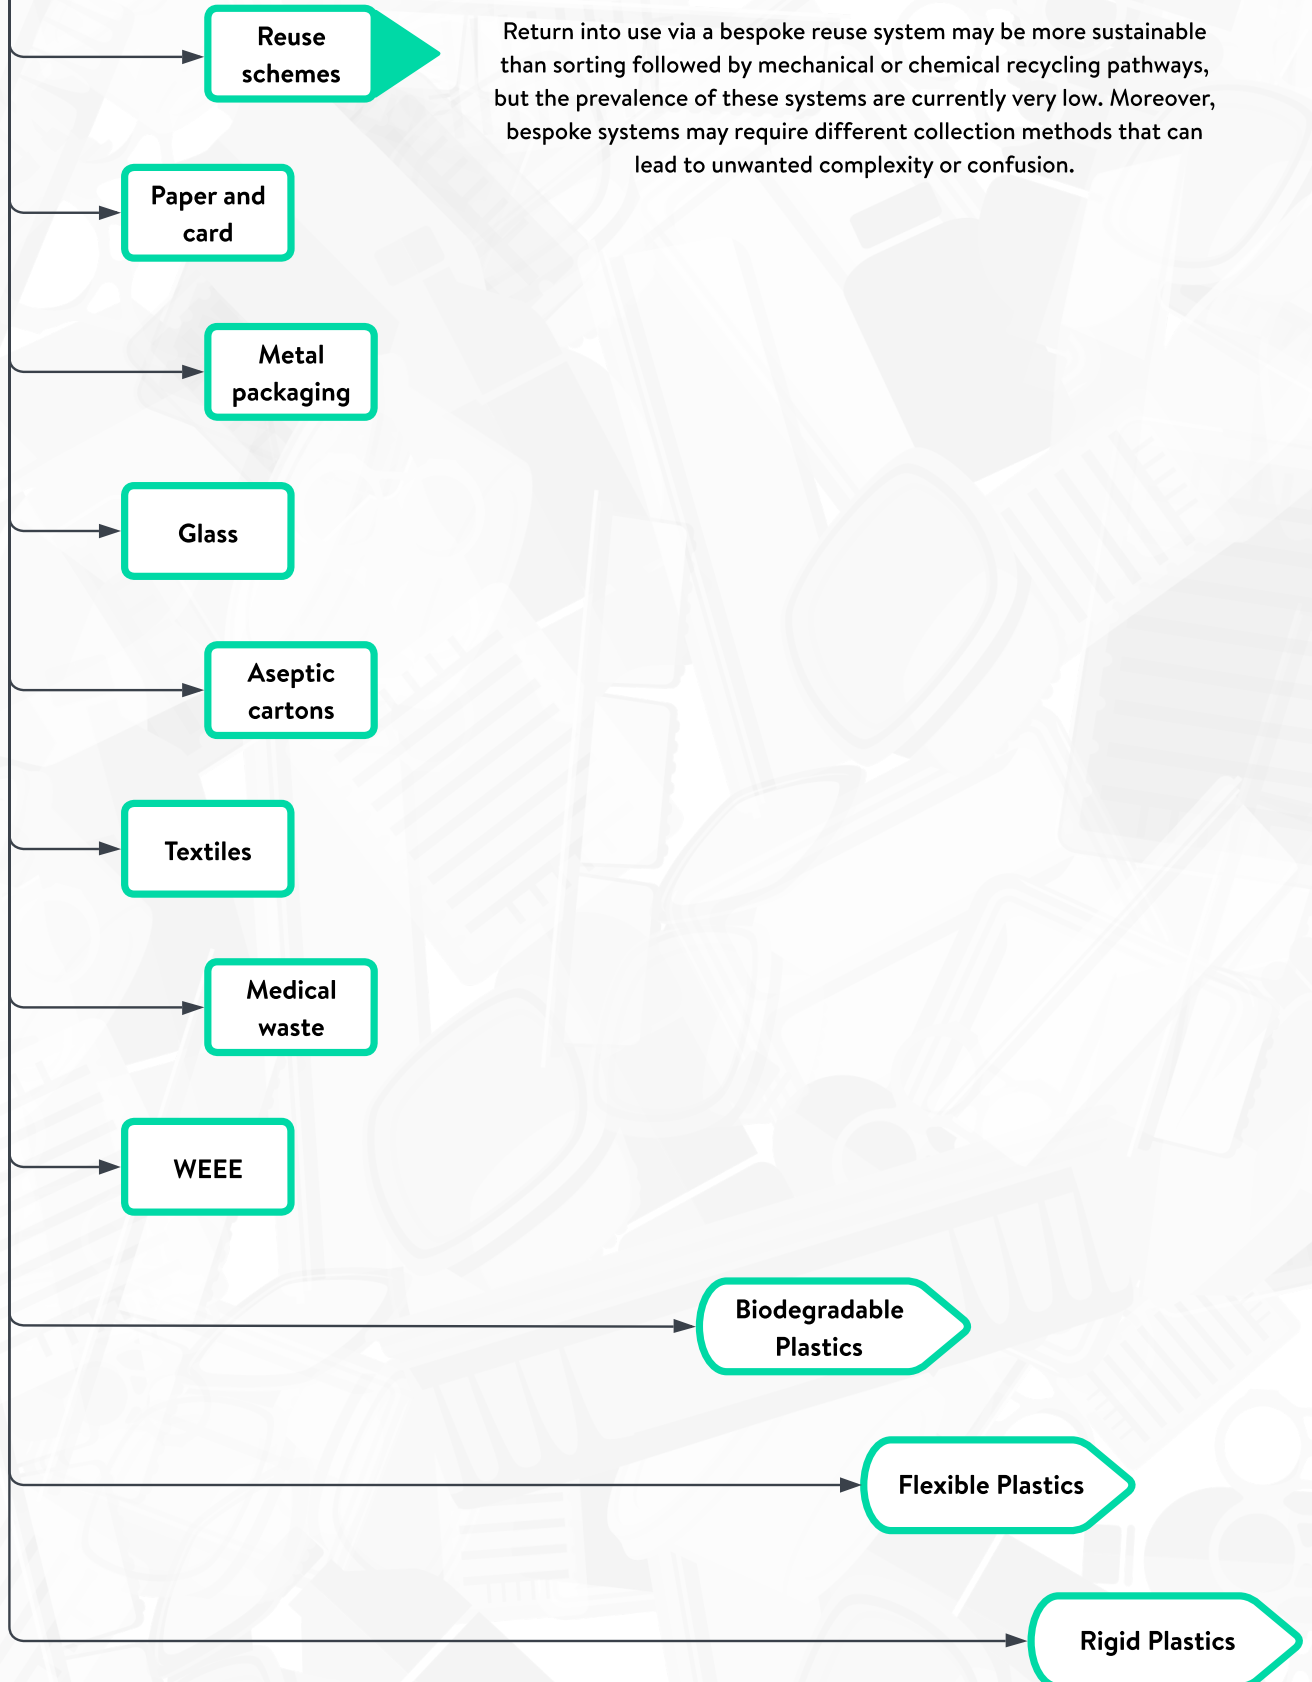 Reuse
schemes
Return into use via a bespoke reuse system may be more sustainable
than sorting followed by mechanical or chemical recycling pathways,
but the prevalence of these systems are currently very low. Moreover,
bespoke systems may require different collection methods that can
lead to unwanted complexity or confusion.
Paper and
card
Metal
packaging
Glass
Aseptic
cartons
Textiles
Medical
waste
WEEE
Biodegradable
Plastics
Flexible Plastics
Rigid Plastics